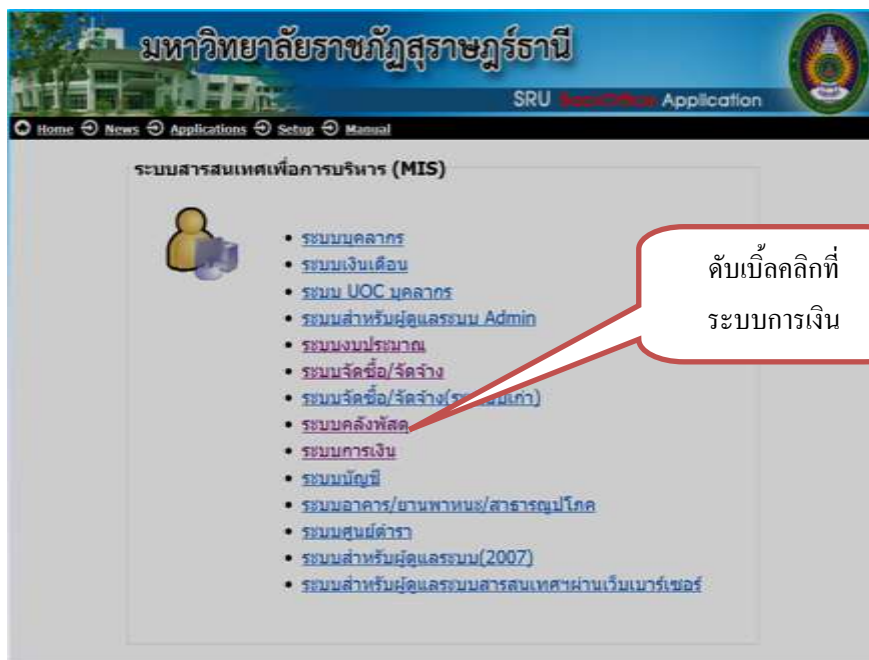 มหาวิทยาลัยราชภัฏสุราษฎร์ธานี
SRU BackOffice Application
Home News Applications Setup Manual
ระบบสารสนเทศเพื่อการบริหาร (MIS)
ระบบบุคลากร
ระบบเงินเดือน
ระบบ UOC บุคลากร
ระบบสำหรับผู้ดูแลระบบ Admin
ระบบงบประมาณ
ระบบจัดซื้อ/จัดจ้าง
ระบบจัดซื้อ/จัดจ้าง(เก่า)
ระบบคลังพัสดุ
ระบบการเงิน
ระบบบัญชี
ระบบอาคาร/ยานพาหนะ/สาธารณูปโภค
ระบบศูนย์ตำรา
ระบบสำหรับผู้ดูแลระบบ(2007)
ระบบสำหรับผู้ดูแลระบบสารสนเทศฯผ่านเว็บเบาร์เซอร์
ดับเบิ้ลคลิกที่
ระบบการเงิน